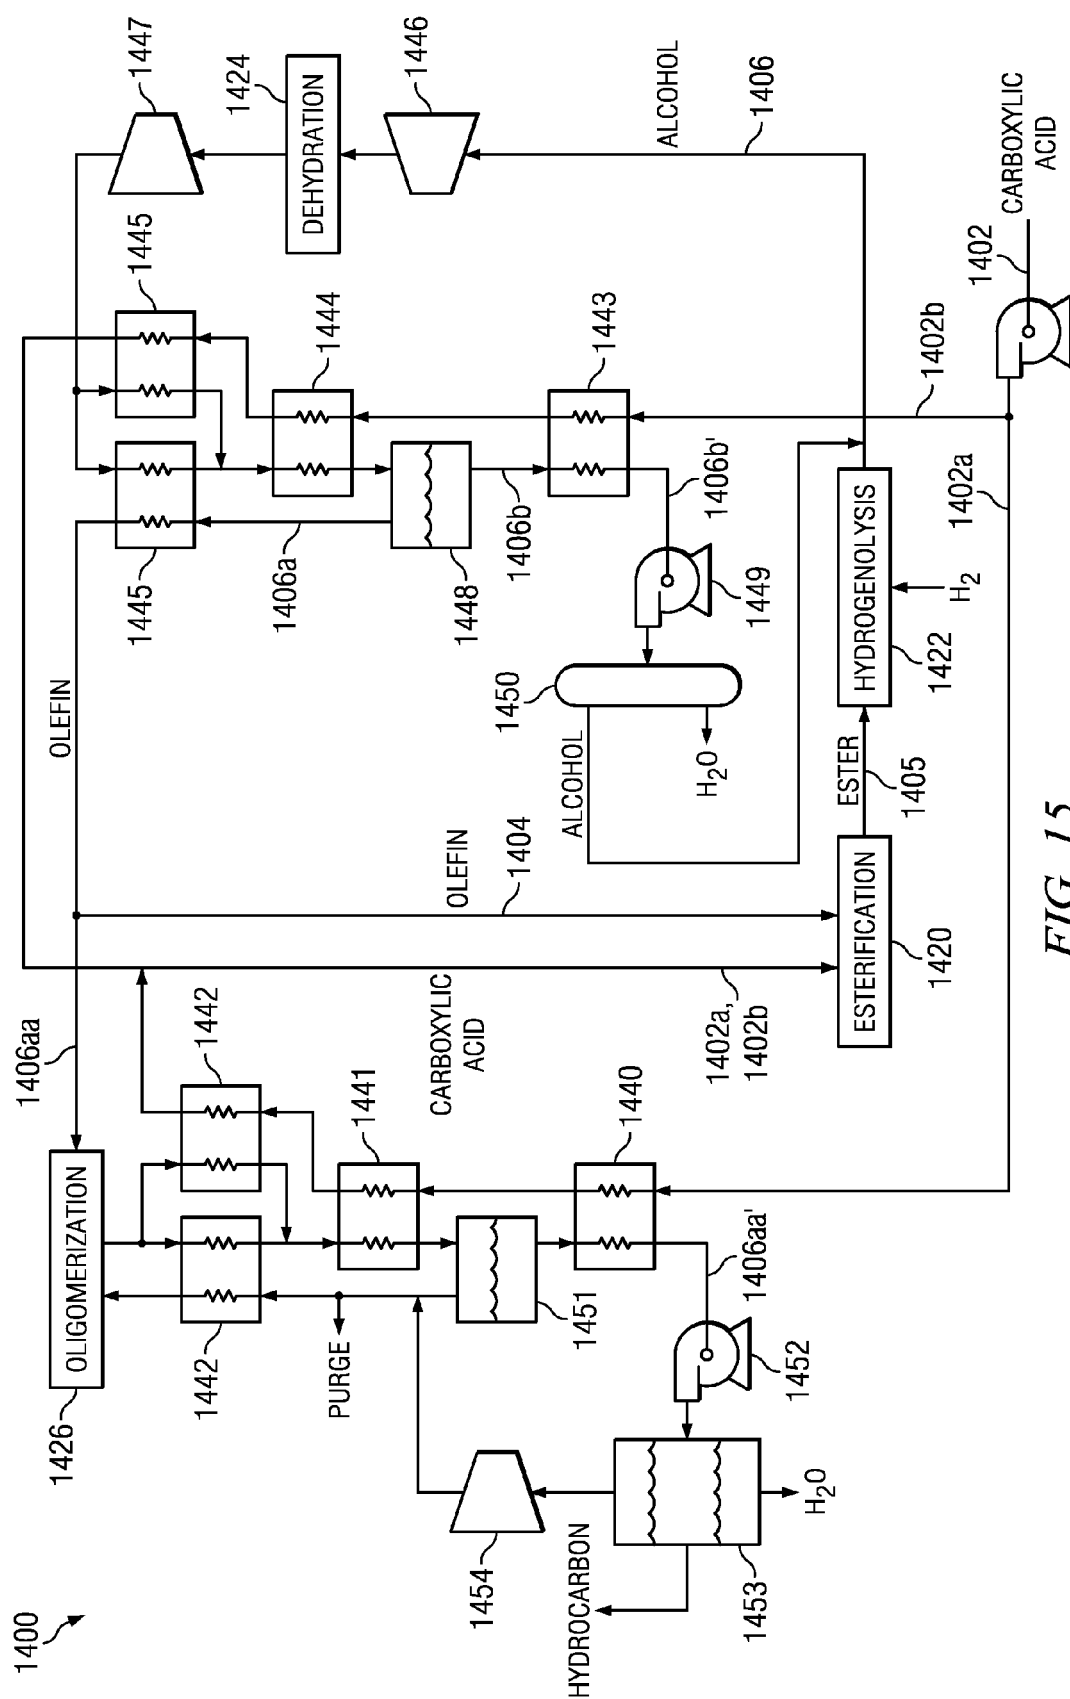 1400
1426
OLIGOMERIZATION
1406aa
OLEFIN
1445
1445
1447
1442
1442
PURGE
1441
CARBOXYLIC
ACID
OLEFIN
1404
1406a
1444
DEHYDRATION
1424
1454
1451
1440
1448
1406b
1443
1446
HYDROCARBON
1453
H2O
1452
1406aa'
1402a,
1402b
1450
ALCOHOL
H2O
1449
1406b'
ALCOHOL
1406
ESTERIFICATION
1420
ESTER
1405
HYDROGENOLYSIS
1422
H2
1402a
1402b
1402
CARBOXYLIC
ACID
FIG. 15